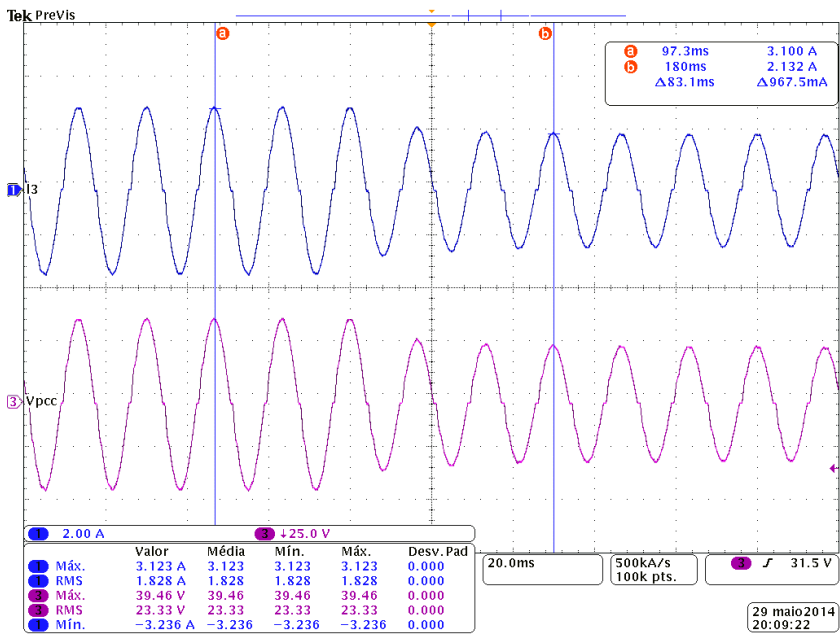 Tek PreVis
a
b
a 97.3ms 3.100 A
b 180ms 2.132 A
Δ83.1ms Δ967.5mA
1 I3
3 Vpcc
1 2.00 A 3 ↓25.0 V
Valor Média Mín. Máx. Desv.Pad
1 Máx. 3.123 A 3.123 3.123 3.123 0.000
1 RMS 1.828 A 1.828 1.828 1.828 0.000
3 Máx. 39.46 V 39.46 39.46 39.46 0.000
3 RMS 23.33 V 23.33 23.33 23.33 0.000
1 Mín. −3.236 A −3.236 −3.236 −3.236 0.000
20.0ms
500kA/s
100k pts.
3 31.5 V
29 maio2014
20:09:22